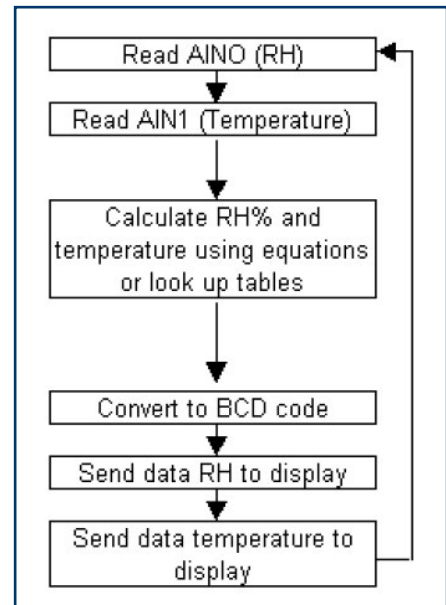 Read AINO (RH)
Read AIN1 (Temperature)
Calculate RH% and
temperature using equations
or look up tables
Convert to BCD code
Send data RH to display
Send data temperature to
display